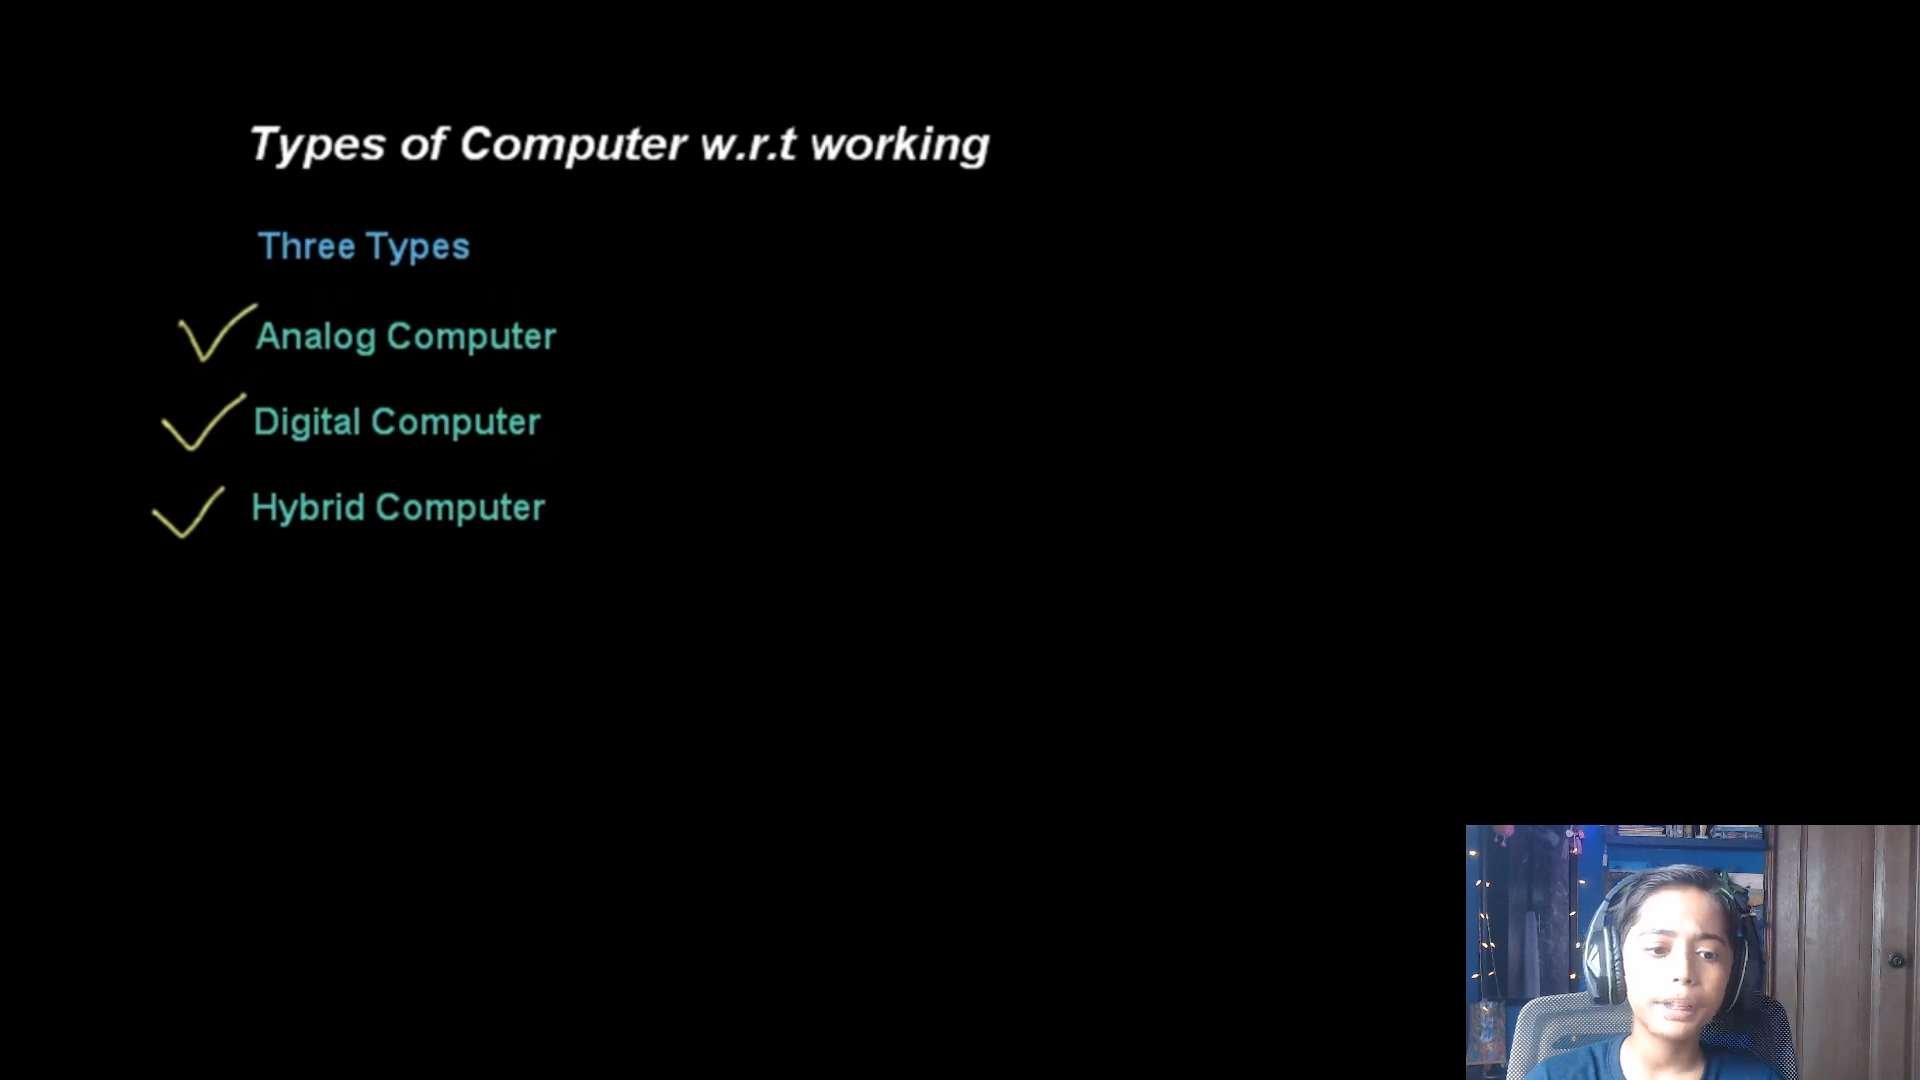 Types of Computer w.r.t working
Three Types
Analog Computer
Digital Computer
Hybrid Computer